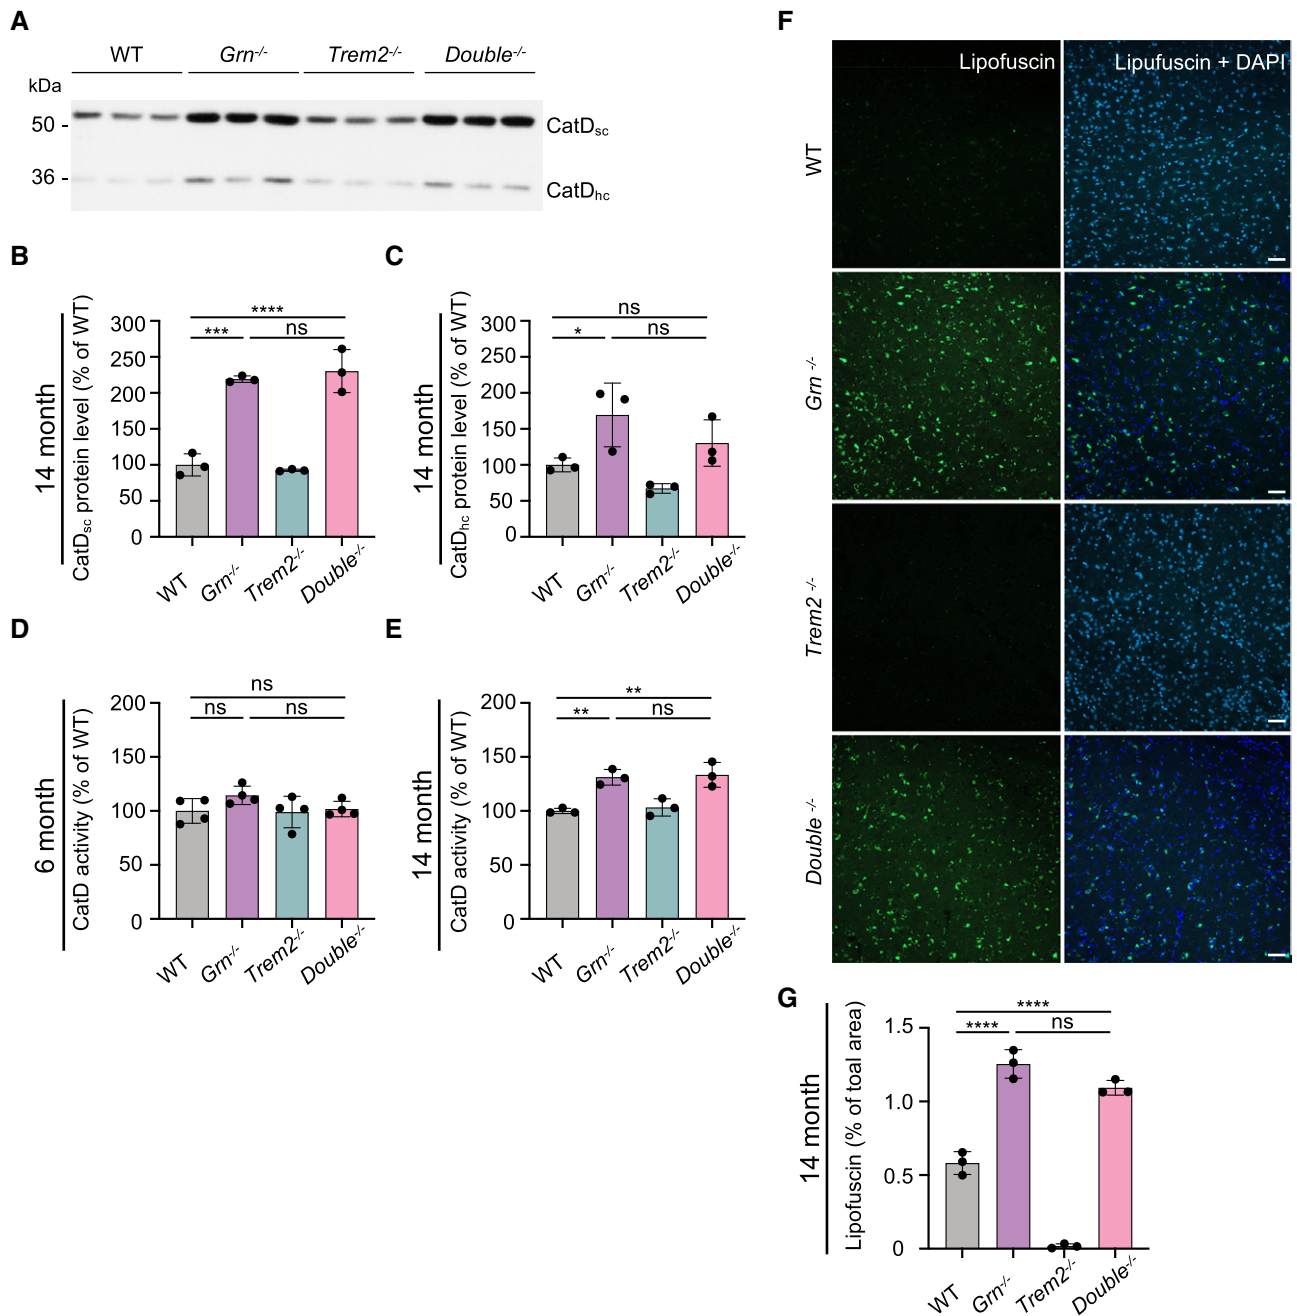 A
WT Grn-/- Trem2-/- Double-/-
kDa
50 - CatDsc
36 - CatDhc
B
14 month
CatDsc protein level (% of WT)
300
250
200
150
100
50
0
****
*** ns
WT Grn-/- Trem2-/- Double-/-
C
14 month
CatDhc protein level (% of WT)
300
250
200
150
100
50
0
ns
* ns
WT Grn-/- Trem2-/- Double-/-
D
6 month
CatD activity (% of WT)
200
150
100
50
0
ns
ns ns
WT Grn-/- Trem2-/- Double-/-
E
14 month
CatD activity (% of WT)
200
150
100
50
0
**
** ns
WT Grn-/- Trem2-/- Double-/-
F
Lipofuscin Lipufuscin + DAPI
WT
Grn -/-
Trem2 -/-
Double -/-
G
14 month
Lipofuscin (% of toal area)
1.5
1.0
0.5
0
****
**** ns
WT Grn-/- Trem2-/- Double-/-